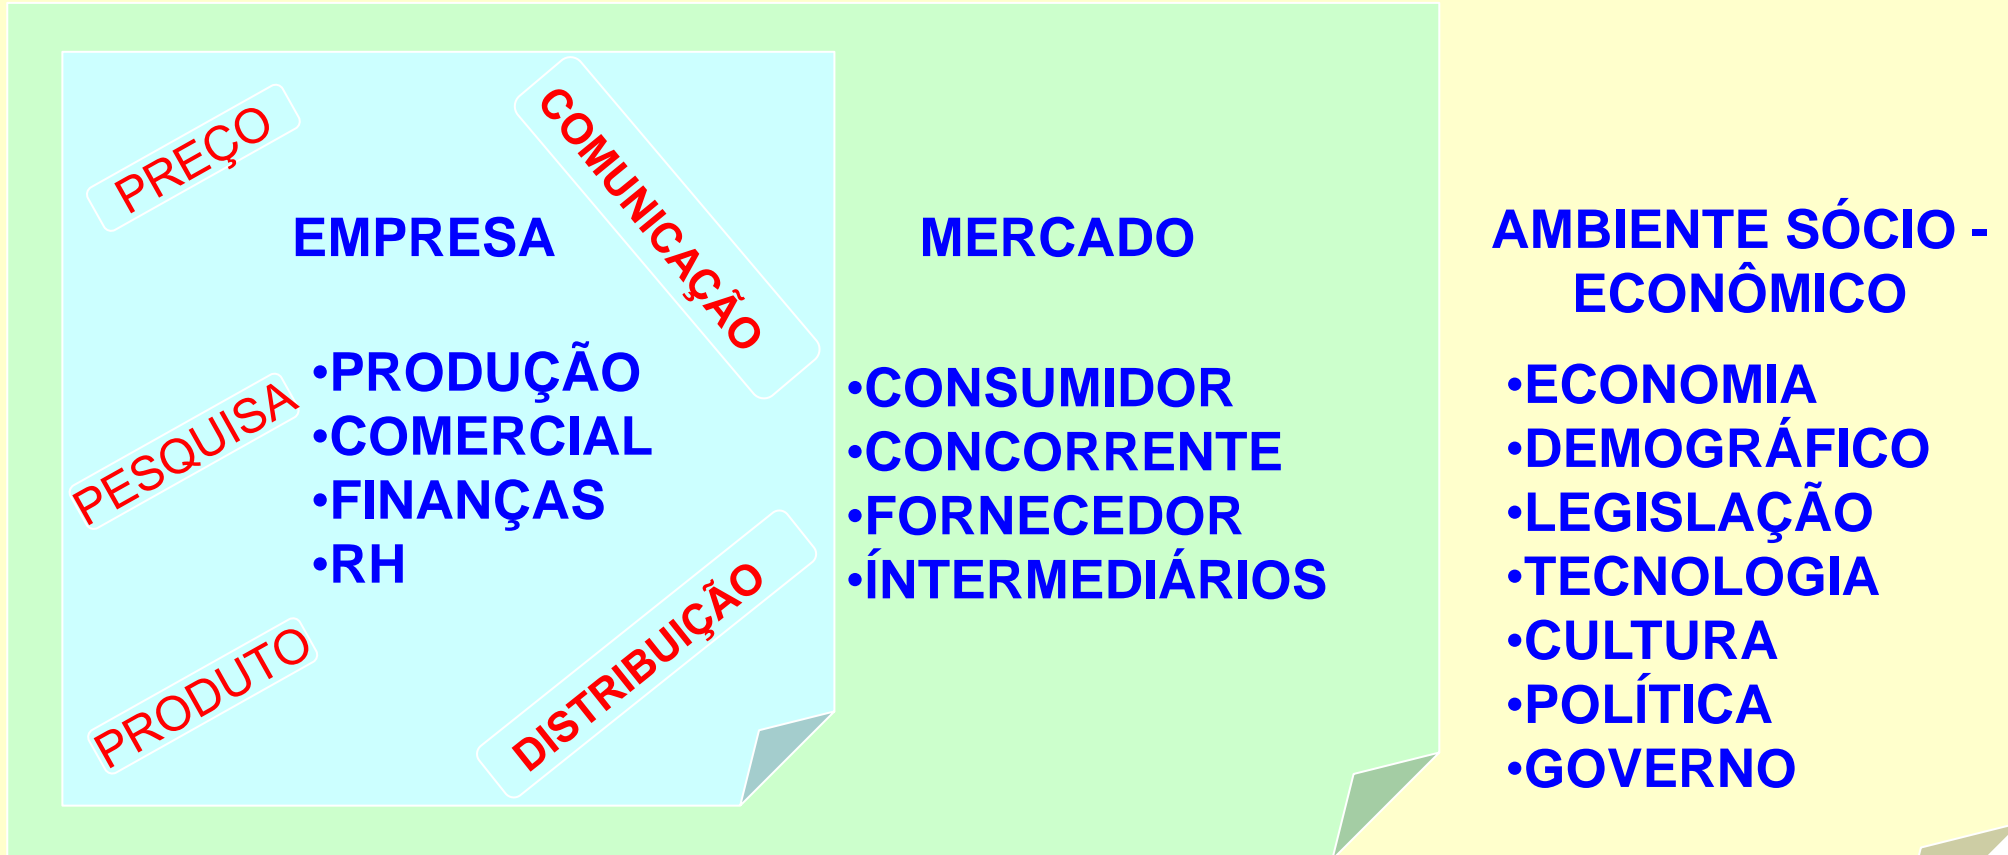 PREÇO
COMUNICAÇÃO
EMPRESA
•PRODUÇÃO
•COMERCIAL
•FINANÇAS
•RH
PESQUISA
PRODUTO
DISTRIBUIÇÃO
MERCADO
•CONSUMIDOR
•CONCORRENTE
•FORNECEDOR
•ÍNTERMEDIÁRIOS
AMBIENTE SÓCIO -
ECONÔMICO
•ECONOMIA
•DEMOGRÁFICO
•LEGISLAÇÃO
•TECNOLOGIA
•CULTURA
•POLÍTICA
•GOVERNO